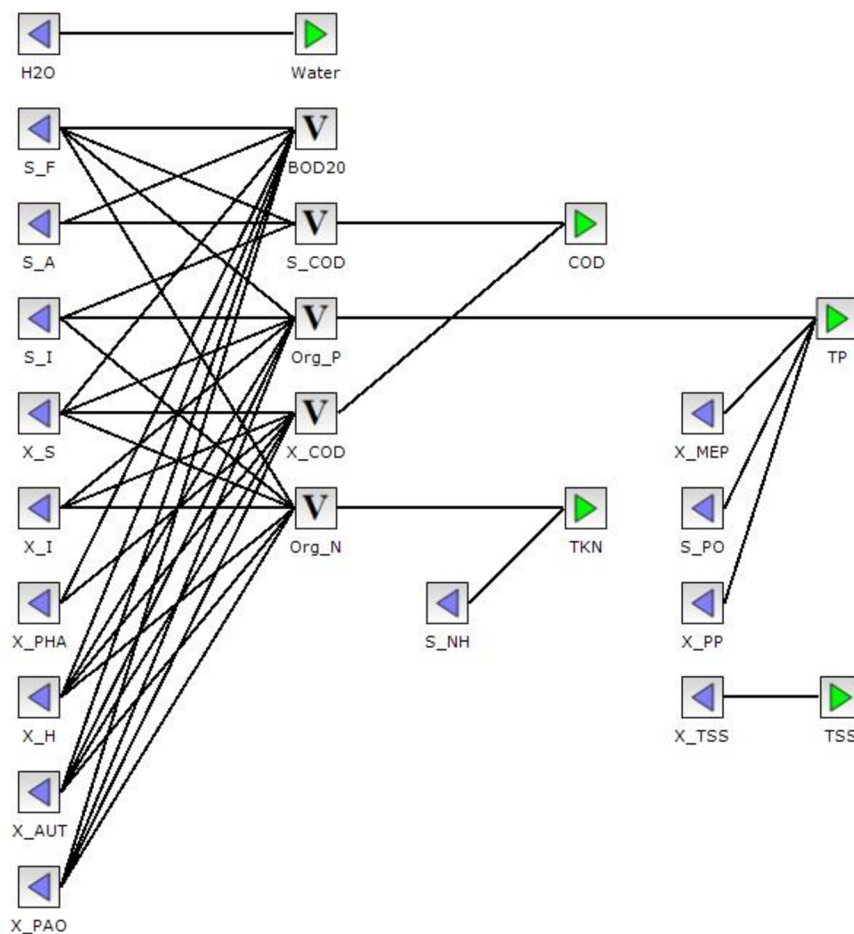 H2O
Water
S_F
V
BOD20
S_A
V
S_COD
COD
S_I
V
Org_P
TP
X_S
V
X_COD
X_MEP
X_I
V
Org_N
TKN
S_PO
X_PHA
S_NH
X_PP
X_H
X_TSS
TSS
X_AUT
X_PAO